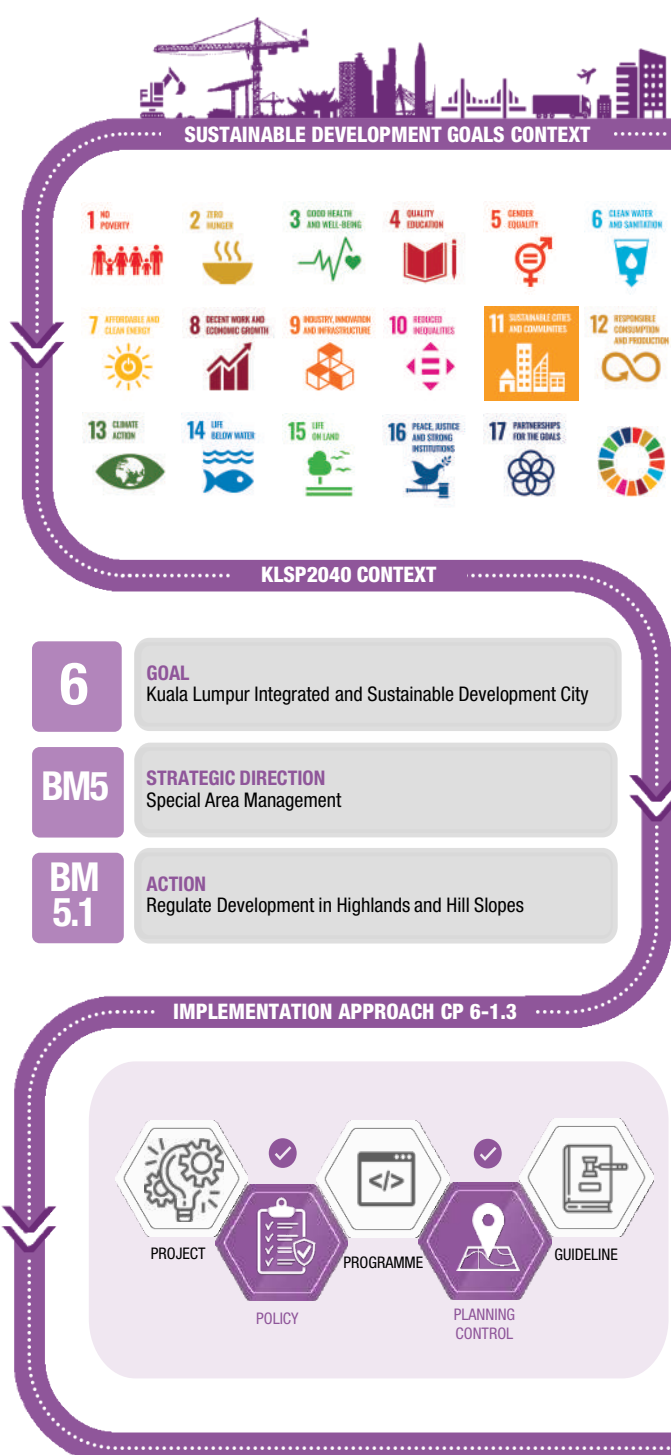 SUSTAINABLE DEVELOPMENT GOALS CONTEXT
1 NO
POVERTY
2 ZERO
HUNGER
3 GOOD HEALTH
AND WELL-BEING
4 QUALITY
EDUCATION
5 GENDER
EQUALITY
6 CLEAN WATER
AND SANITATION
7 AFFORDABLE AND
CLEAN ENERGY
8 DECENT WORK AND
ECONOMIC GROWTH
9 INDUSTRY, INNOVATION
AND INFRASTRUCTURE
10 REDUCED
INEQUALITIES
11 SUSTAINABLE CITIES
AND COMMUNITIES
12 RESPONSIBLE
CONSUMPTION
AND PRODUCTION
13 CLIMATE
ACTION
14 LIFE
BELOW WATER
15 LIFE
ON LAND
16 PEACE, JUSTICE
AND STRONG
INSTITUTIONS
17 PARTNERSHIPS
FOR THE GOALS
KLSP2040 CONTEXT
6
GOAL
Kuala Lumpur Integrated and Sustainable Development City
BM5
STRATEGIC DIRECTION
Special Area Management
BM
5.1
ACTION
Regulate Development in Highlands and Hill Slopes
IMPLEMENTATION APPROACH CP 6-1.3
</>
PROJECT
POLICY
PROGRAMME
PLANNING
CONTROL
GUIDELINE